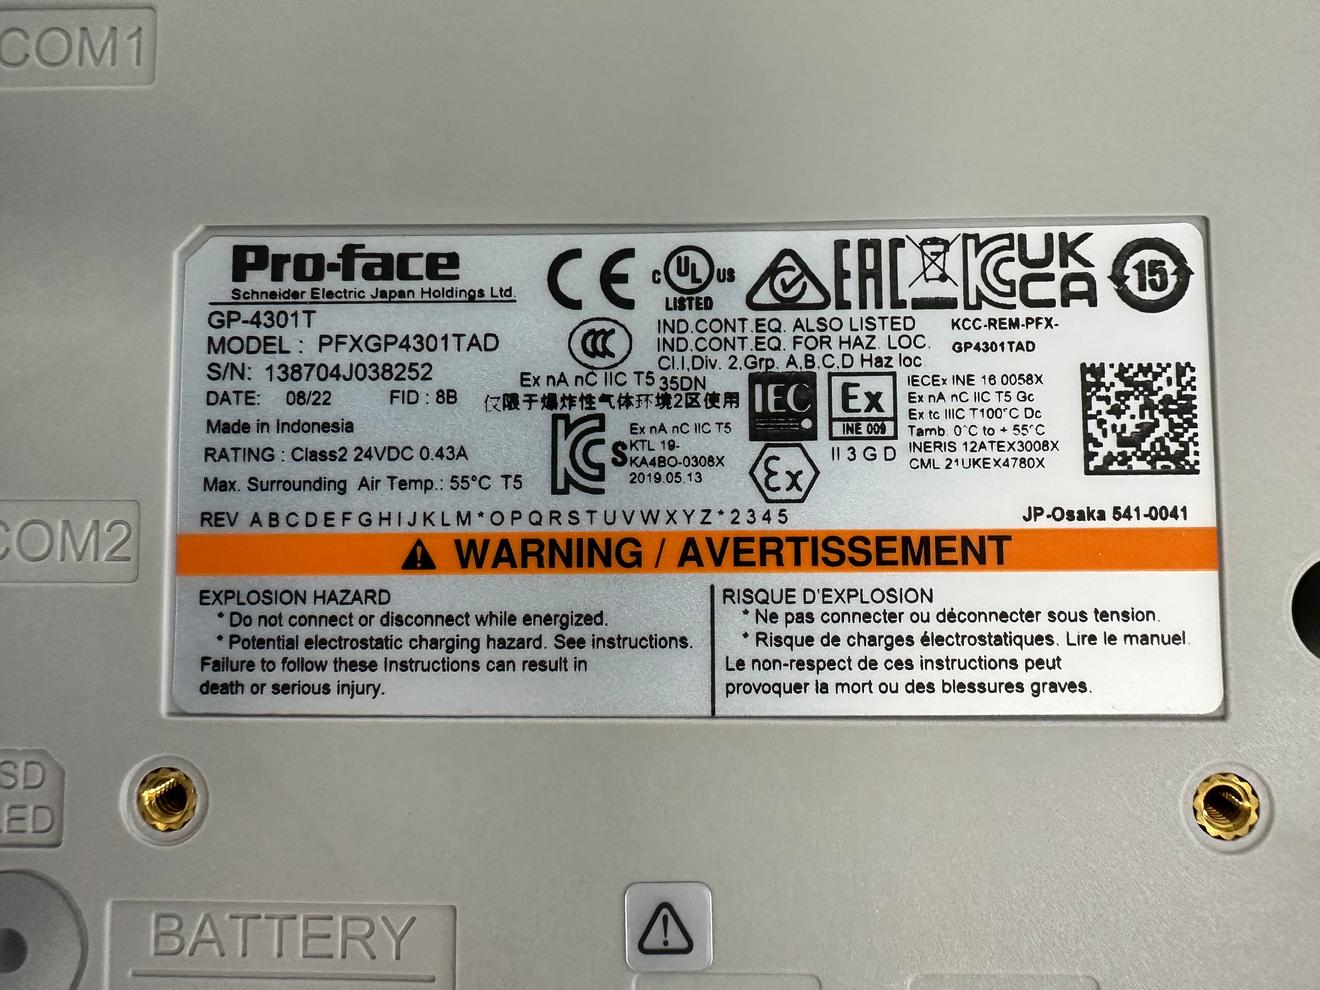 COM1
Pro-face
Schneider Electric Japan Holdings Ltd.
GP-4301T
MODEL : PFXGP4301TAD
S/N: 138704J038252
DATE: 08/22 FID : 8B
Made in Indonesia
RATING : Class2 24VDC 0.43A
Max. Surrounding Air Temp.: 55°C T5
CE
c UL US
LISTED
EAC
KC
UK
CA
15
CCC
IND.CONT.EQ. ALSO LISTED
IND.CONT.EQ. FOR HAZ. LOC.
Cl.I,Div. 2,Grp. A,B,C,D Haz loc.
35DN
KCC-REM-PFX-
GP4301TAD
Ex nA nC IIC T5
仅限于爆炸性气体环境2区使用
KCs
Ex nA nC IIC T5
KTL 19-
KA4BO-0308X
2019.05.13
IEC
Ex
INE 009
Ex
II 3 G D
IECEx INE 16 0058X
Ex nA nC IIC T5 Gc
Ex tc IIIC T100°C Dc
Tamb. 0°C to + 55°C
INERIS 12ATEX3008X
CML 21UKEX4780X
REV A B C D E F G H I J K L M * O P Q R S T U V W X Y Z * 2 3 4 5
JP-Osaka 541-0041
WARNING / AVERTISSEMENT
EXPLOSION HAZARD
* Do not connect or disconnect while energized.
* Potential electrostatic charging hazard. See instructions.
Failure to follow these Instructions can result in
death or serious injury.
RISQUE D'EXPLOSION
* Ne pas connecter ou déconnecter sous tension.
* Risque de charges électrostatiques. Lire le manuel.
Le non-respect de ces instructions peut
provoquer la mort ou des blessures graves.
COM2
SD
LED
BATTERY